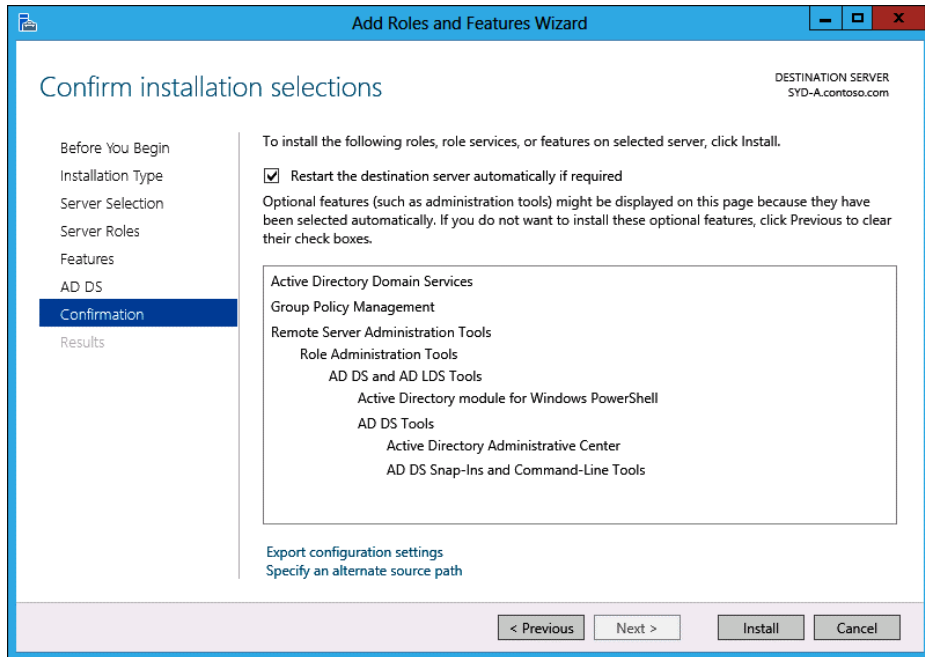 Add Roles and Features Wizard
Confirm installation selections
DESTINATION SERVER
SYD-A.contoso.com
Before You Begin
Installation Type
Server Selection
Server Roles
Features
AD DS
Confirmation
Results
To install the following roles, role services, or features on selected server, click Install.
Restart the destination server automatically if required
Optional features (such as administration tools) might be displayed on this page because they have
been selected automatically. If you do not want to install these optional features, click Previous to clear
their check boxes.
Active Directory Domain Services
Group Policy Management
Remote Server Administration Tools
Role Administration Tools
AD DS and AD LDS Tools
Active Directory module for Windows PowerShell
AD DS Tools
Active Directory Administrative Center
AD DS Snap-Ins and Command-Line Tools
Export configuration settings
Specify an alternate source path
< Previous
Next >
Install
Cancel